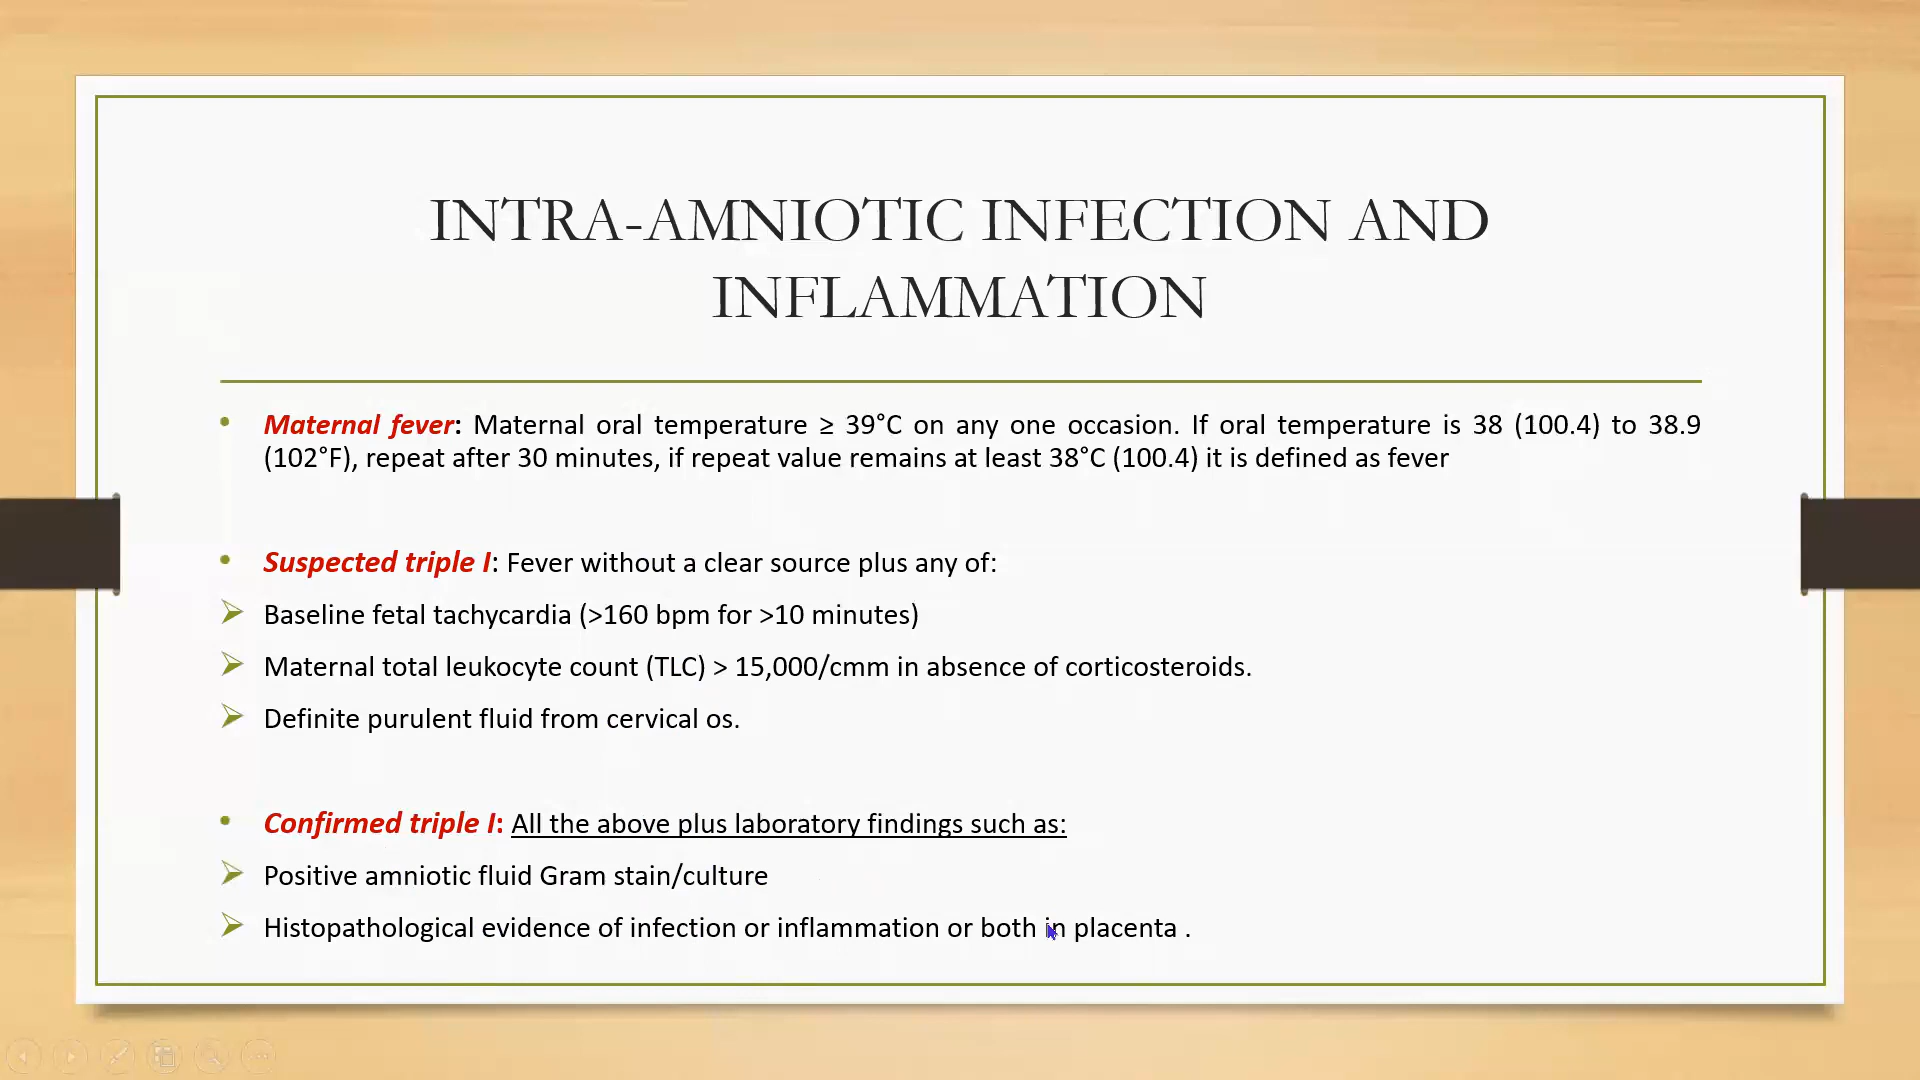 INTRA-AMNIOTIC INFECTION AND
INFLAMMATION
• Maternal fever: Maternal oral temperature ≥ 39°C on any one occasion. If oral temperature is 38 (100.4) to 38.9
(102°F), repeat after 30 minutes, if repeat value remains at least 38°C (100.4) it is defined as fever
• Suspected triple I: Fever without a clear source plus any of:
➢ Baseline fetal tachycardia (>160 bpm for >10 minutes)
➢ Maternal total leukocyte count (TLC) > 15,000/cmm in absence of corticosteroids.
➢ Definite purulent fluid from cervical os.
• Confirmed triple I: All the above plus laboratory findings such as:
➢ Positive amniotic fluid Gram stain/culture
➢ Histopathological evidence of infection or inflammation or both in placenta .